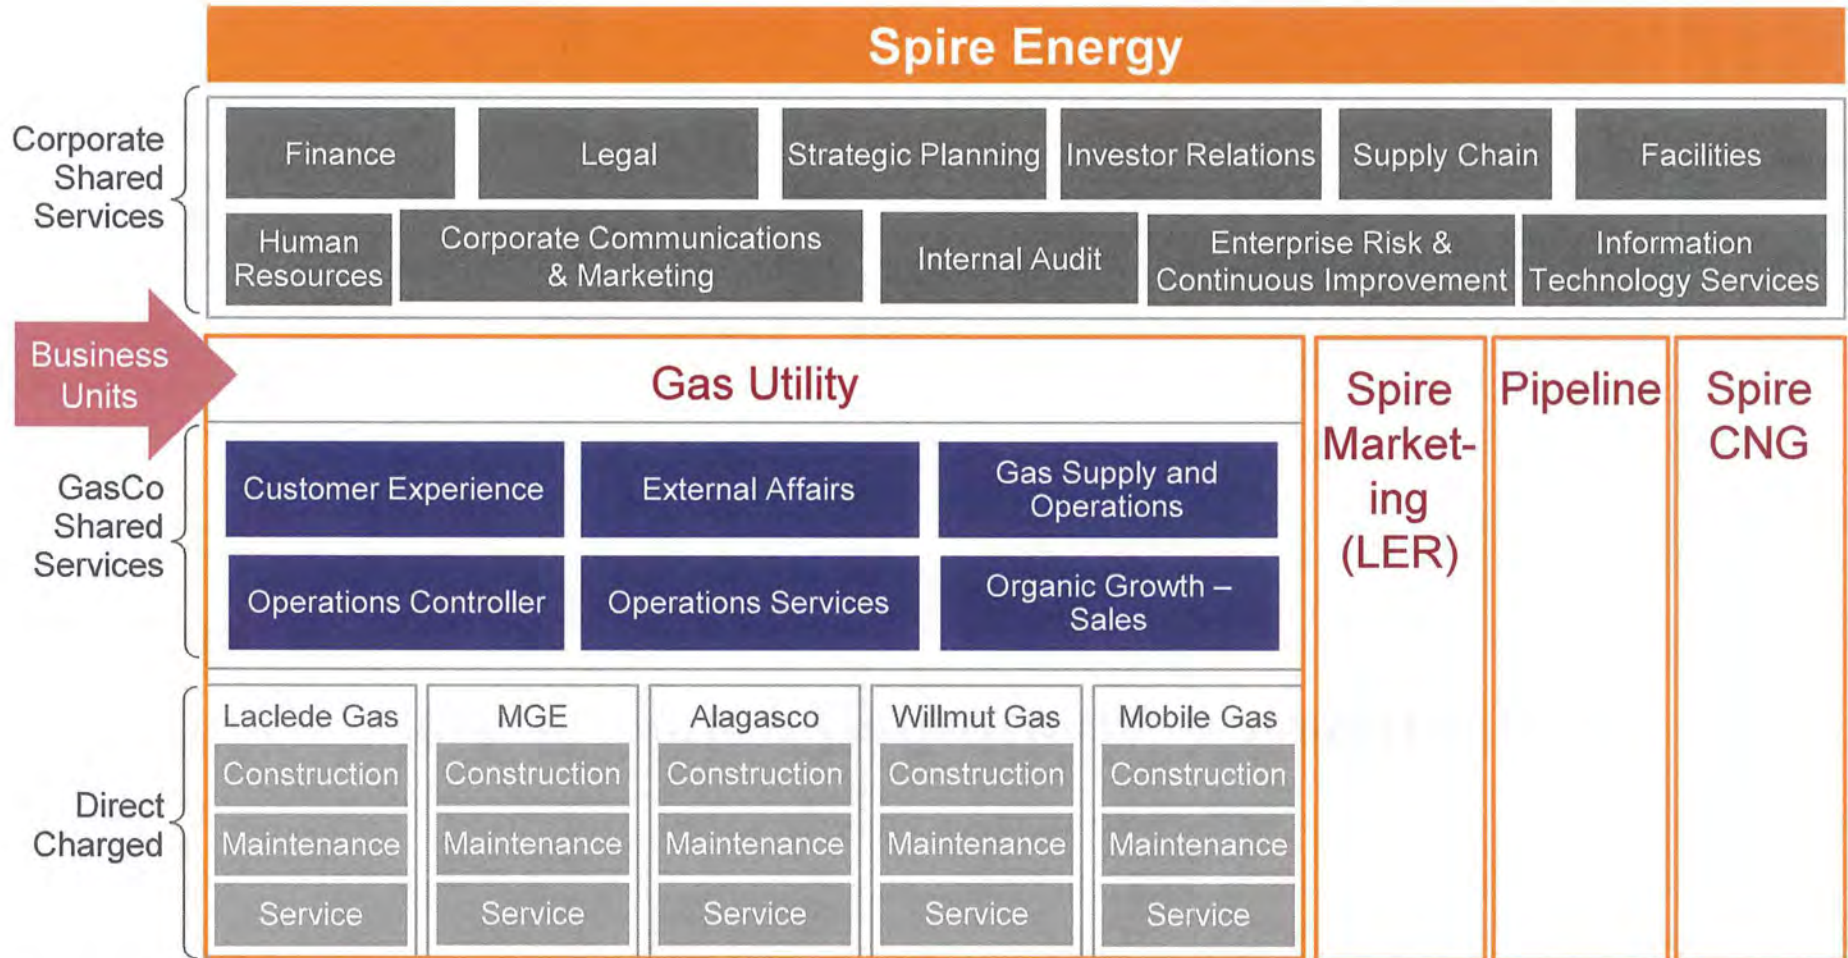 Spire Energy
Corporate
Shared
Services
Finance
Legal
Strategic Planning
Investor Relations
Supply Chain
Facilities
Human
Resources
Corporate Communications
& Marketing
Internal Audit
Enterprise Risk &
Continuous Improvement
Information
Technology Services
Business
Units
Gas Utility
Spire
Market-
ing
(LER)
Pipeline
Spire
CNG
GasCo
Shared
Services
Customer Experience
External Affairs
Gas Supply and
Operations
Operations Controller
Operations Services
Organic Growth –
Sales
Direct
Charged
Laclede Gas
Construction
Maintenance
Service
MGE
Construction
Maintenance
Service
Alagasco
Construction
Maintenance
Service
Willmut Gas
Construction
Maintenance
Service
Mobile Gas
Construction
Maintenance
Service